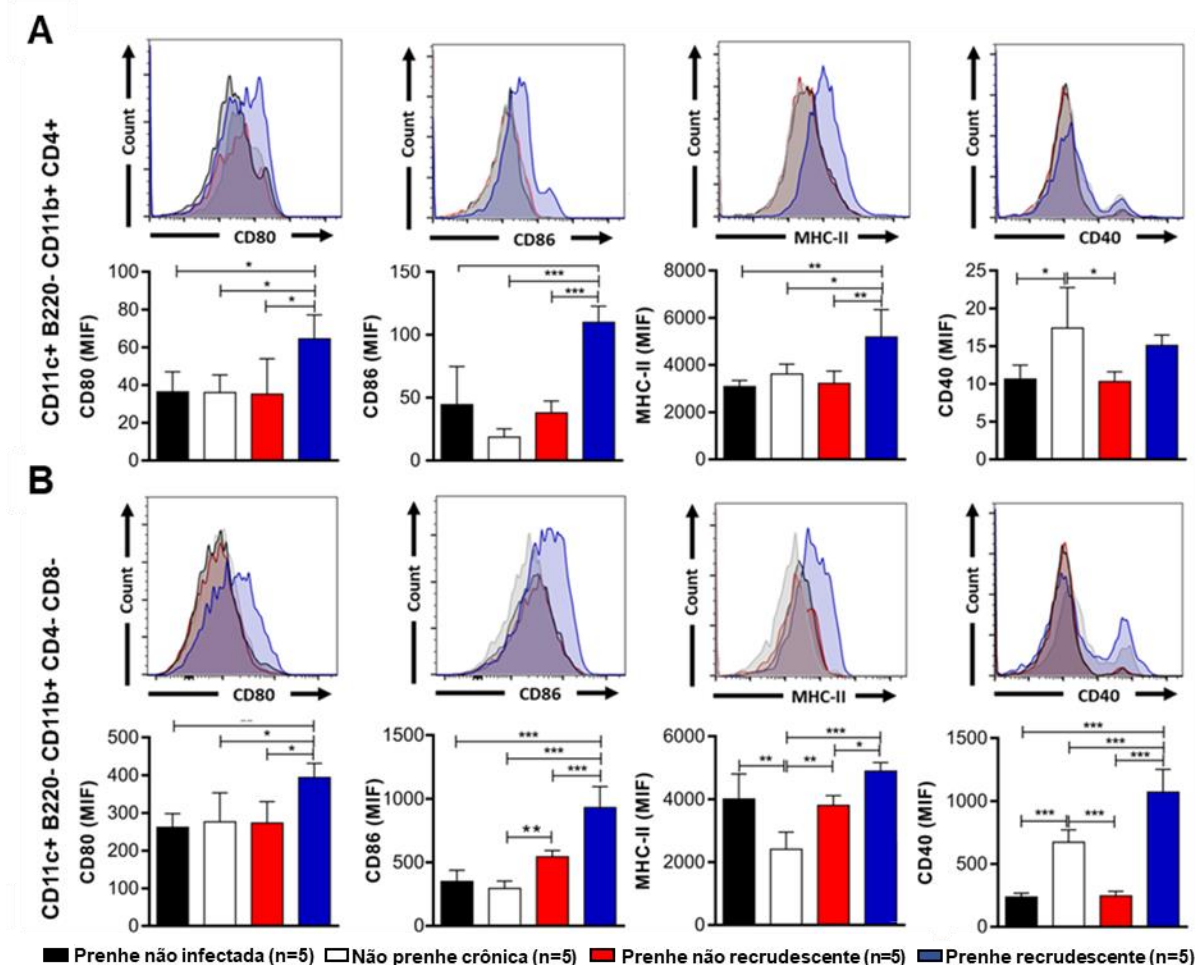 A
CD11c+ B220- CD11b+ CD4+
Count
CD80
Count
CD86
Count
MHC-II
Count
CD40
CD80 (MIF)
100
80
60
40
20
0
*
*
*
CD86 (MIF)
150
100
50
0
***
***
MHC-II (MIF)
8000
6000
4000
2000
0
**
*
**
CD40 (MIF)
25
20
15
10
5
0
*
*
B
CD11c+ B220- CD11b+ CD4- CD8-
Count
CD80
Count
CD86
Count
MHC-II
Count
CD40
CD80 (MIF)
500
400
300
200
100
0
*
*
CD86 (MIF)
1500
1000
500
0
***
***
***
**
MHC-II (MIF)
6000
4000
2000
0
***
*
**
**
CD40 (MIF)
1500
1000
500
0
***
***
***
***
***
Prenhe não infectada (n=5) Não prenhe crônica (n=5) Prenhe não recrudescente (n=5) Prenhe recrudescente (n=5)